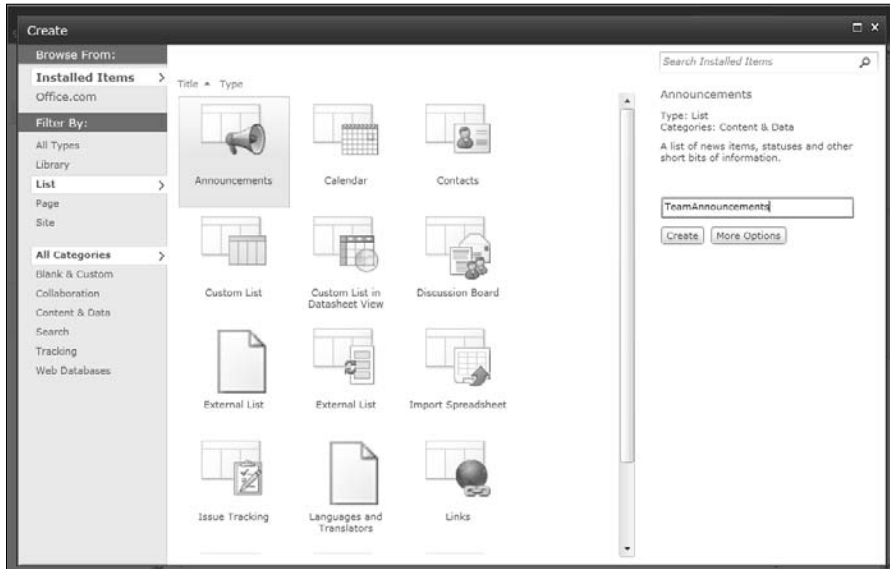 Create
Browse From:
Installed Items
Office.com
Filter By:
All Types
Library
List
Page
Site
All Categories
Blank & Custom
Collaboration
Content & Data
Search
Tracking
Web Databases
Title Type
Announcements
Calendar
Contacts
Custom List
Custom List in
Datasheet View
Discussion Board
External List
External List
Import Spreadsheet
Issue Tracking
Languages and
Translators
Links
Search Installed Items
Announcements
Type: List
Categories: Content & Data
A list of news items, statuses and other
short bits of information.
TeamAnnouncements
Create
More Options